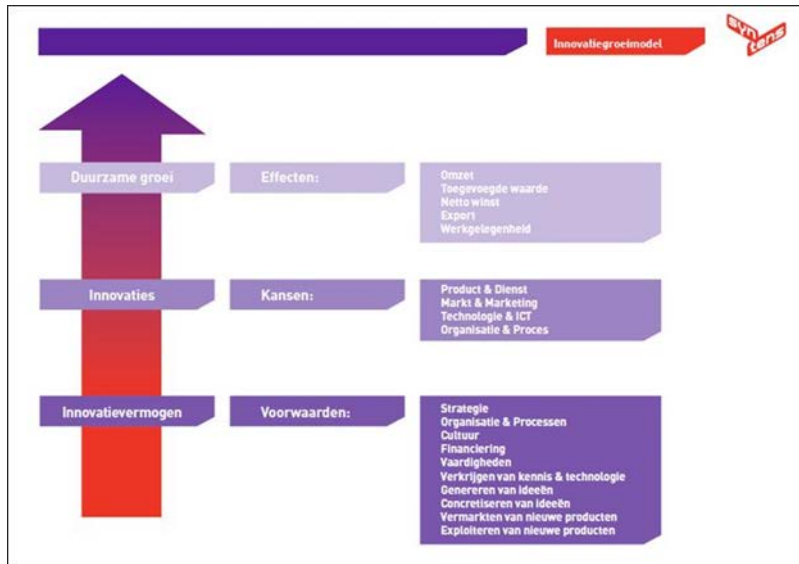 Innovatiegroeimodel
syn
tens
Duurzame groei
Effecten:
Omzet
Toegevoegde waarde
Netto winst
Export
Werkgelegenheid
Innovaties
Kansen:
Product & Dienst
Markt & Marketing
Technologie & ICT
Organisatie & Proces
Innovatievermogen
Voorwaarden:
Strategie
Organisatie & Processen
Cultuur
Financiering
Vaardigheden
Verkrijgen van kennis & technologie
Genereren van ideeën
Concretiseren van ideeën
Vermarkten van nieuwe producten
Exploiteren van nieuwe producten